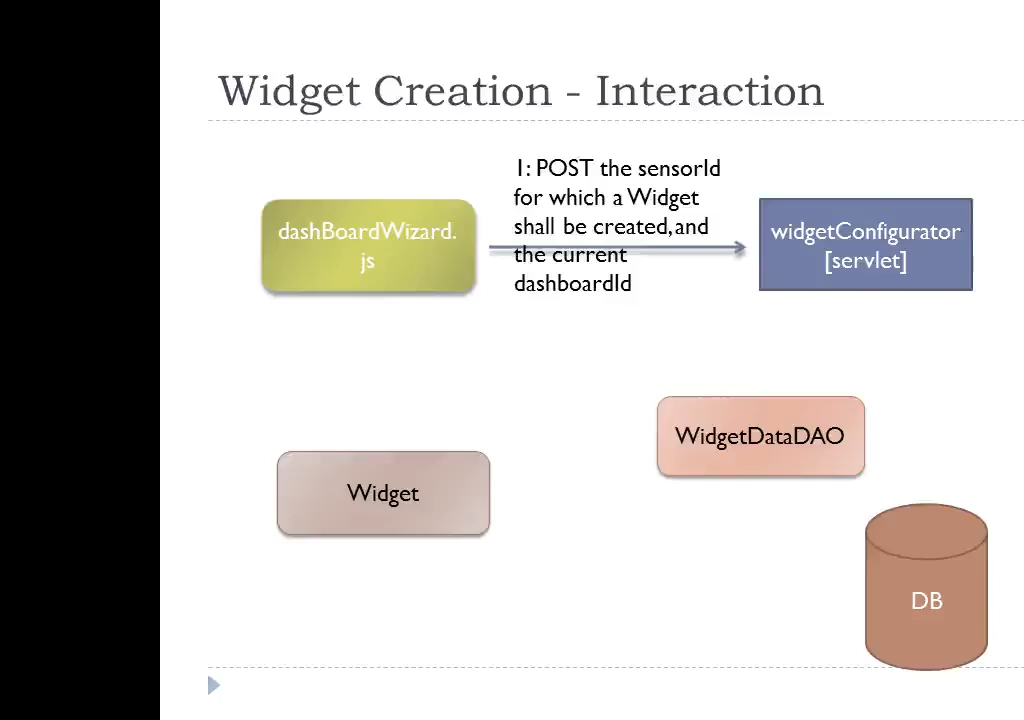 Widget Creation - Interaction
1: POST the sensorId
for which a Widget
shall be created, and
the current
dashboardId
dashBoardWizard.
js
widgetConfigurator
[servlet]
WidgetDataDAO
Widget
DB